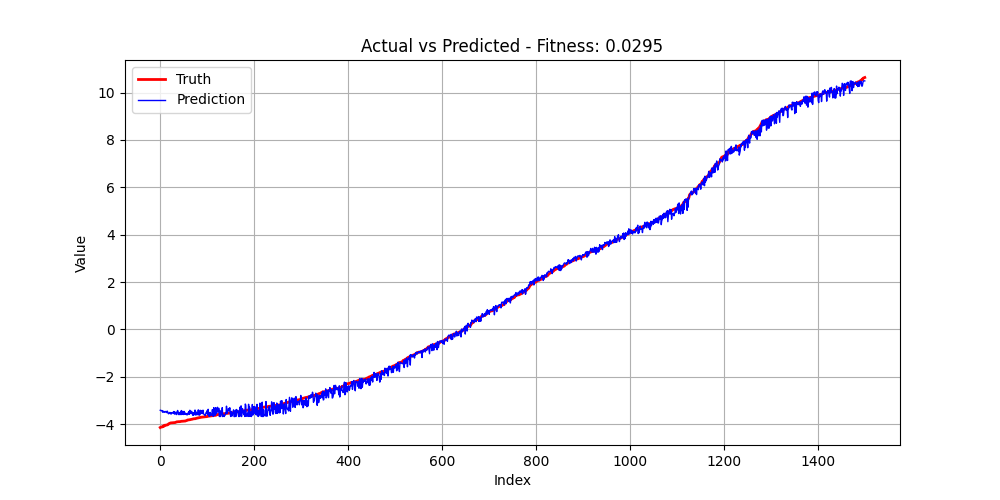 Actual vs Predicted - Fitness: 0.0295
Truth
Prediction
Value
10
8
6
4
2
0
−2
−4
0 200 400 600 800 1000 1200 1400
Index